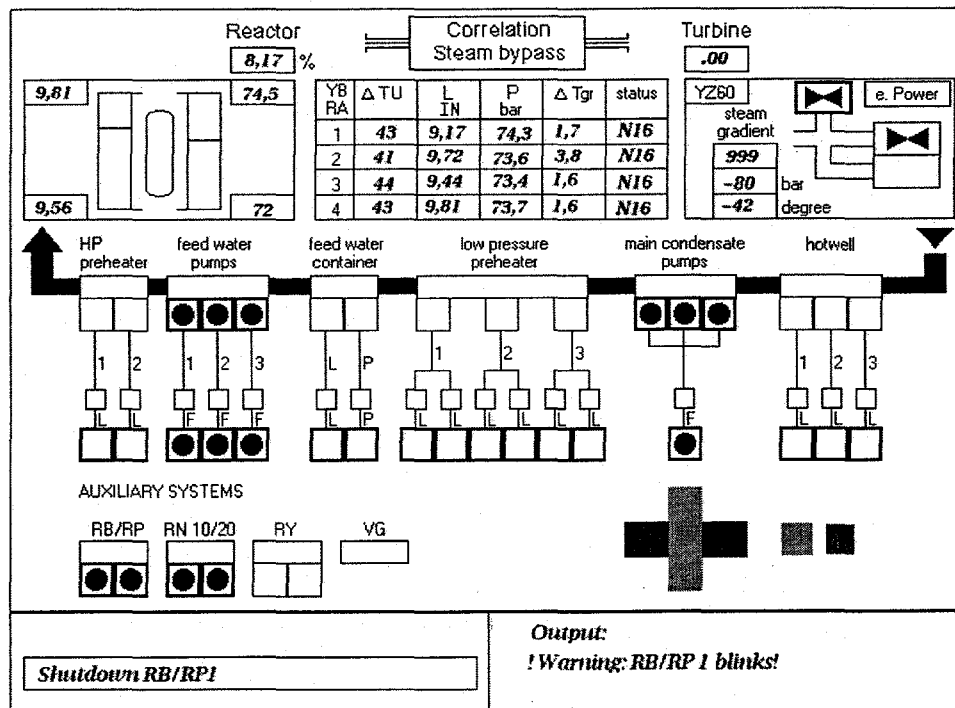 Reactor
8,17 %
Correlation
Steam bypass
Turbine
.00
9,81 74,5
9,56 72
YB RA Δ TU L IN P bar Δ Tgr status
1 43 9,17 74,3 1,7 N16
2 41 9,72 73,6 3,8 N16
3 44 9,44 73,4 1,6 N16
4 43 9,81 73,7 1,6 N16
YZ60 e. Power
steam
gradient
999
-80 bar
-42 degree
HP
preheater
feed water
pumps
feed water
container
low pressure
preheater
main condensate
pumps
hotwell
1 2 1 2 3 L P 1 2 3 1 2 3
L L F F F L P L L L L L L F L L L
AUXILIARY SYSTEMS
RB/RP RN 10/20 RY VG
Shutdown RB/RP1
Output:
! Warning: RB/RP 1 blinks!